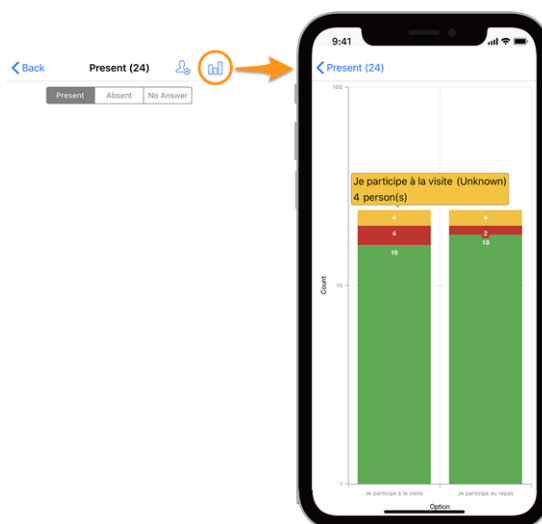 Back
Present (24)
Present
Absent
No Answer
9:41
Present (24)
100
Je participe à la visite (Unknown)
4 person(s)
4
4
4
2
16
18
Count
10
1
Je participe à la visite
Je participe au repas
Option